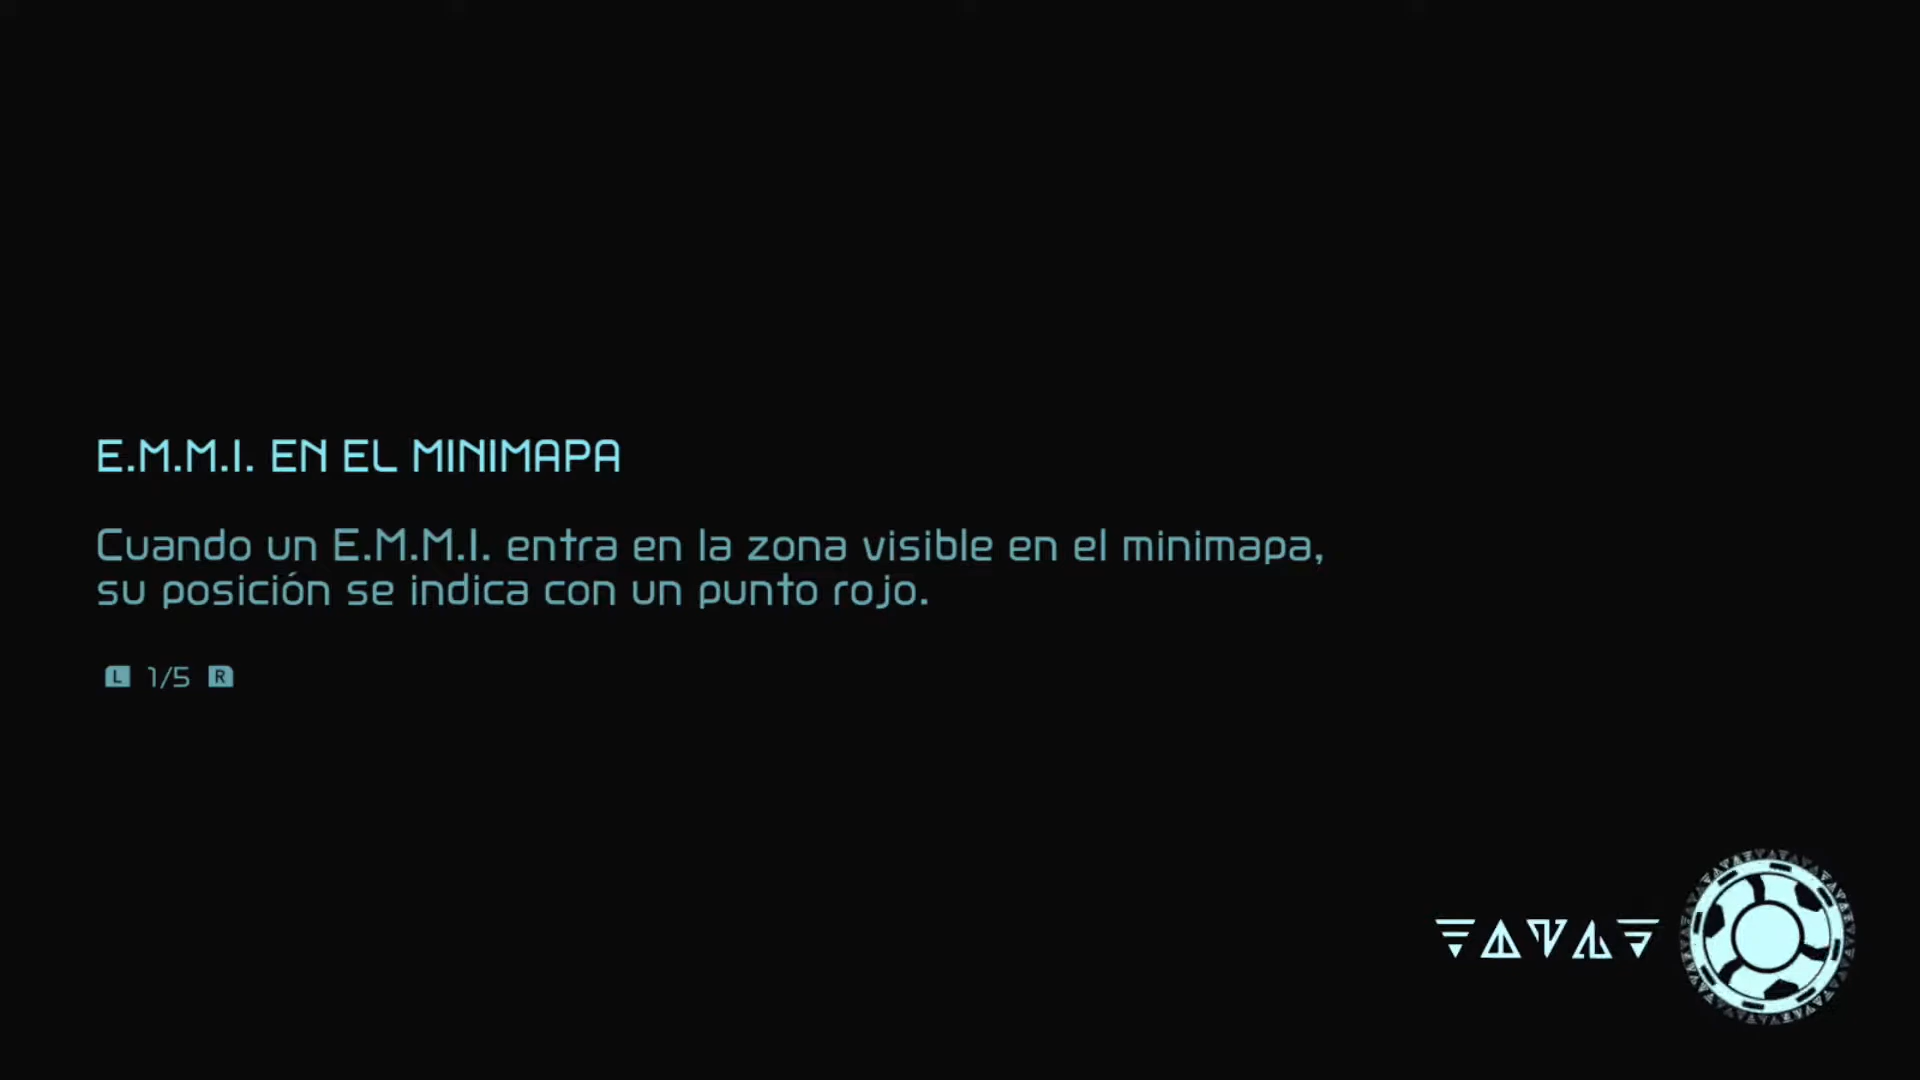 E.M.M.I. EN EL MINIMAPA
Cuando un E.M.M.I. entra en la zona visible en el minimapa,
su posición se indica con un punto rojo.
L 1/5 R